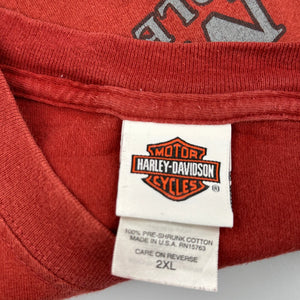 MOTOR
HARLEY-DAVIDSON
CYCLES
®
100% PRE-SHRUNK COTTON
MADE IN U.S.A. RN15763
CARE ON REVERSE
2XL